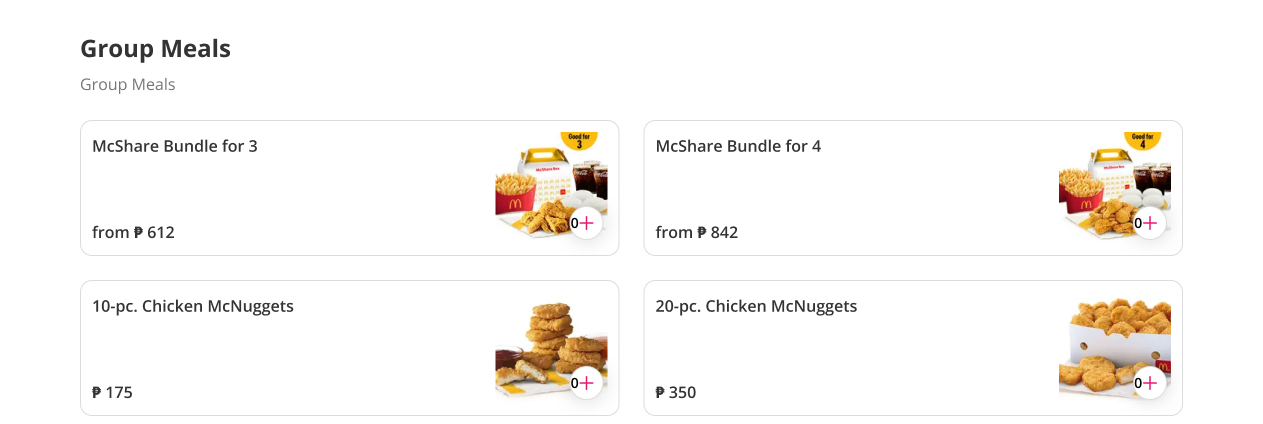 Group Meals
Group Meals
McShare Bundle for 3
from ₱ 612
Good for
3
McShare Box
0+
McShare Bundle for 4
from ₱ 842
Good for
4
McShare Box
0+
10-pc. Chicken McNuggets
₱ 175
0+
20-pc. Chicken McNuggets
₱ 350
0+